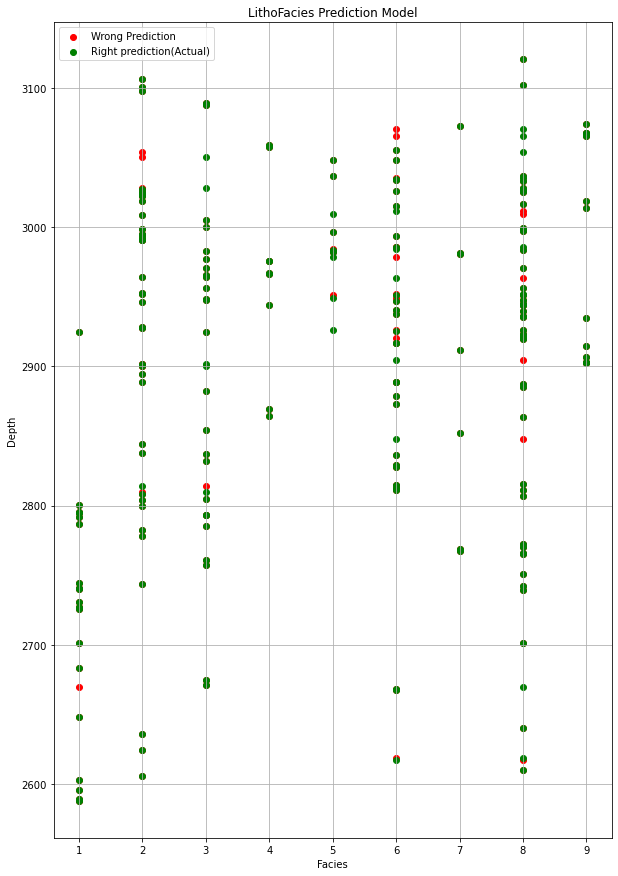 LithoFacies Prediction Model
Wrong Prediction
Right prediction(Actual)
3100
3000
2900
2800
2700
2600
Depth
1 2 3 4 5 6 7 8 9
Facies